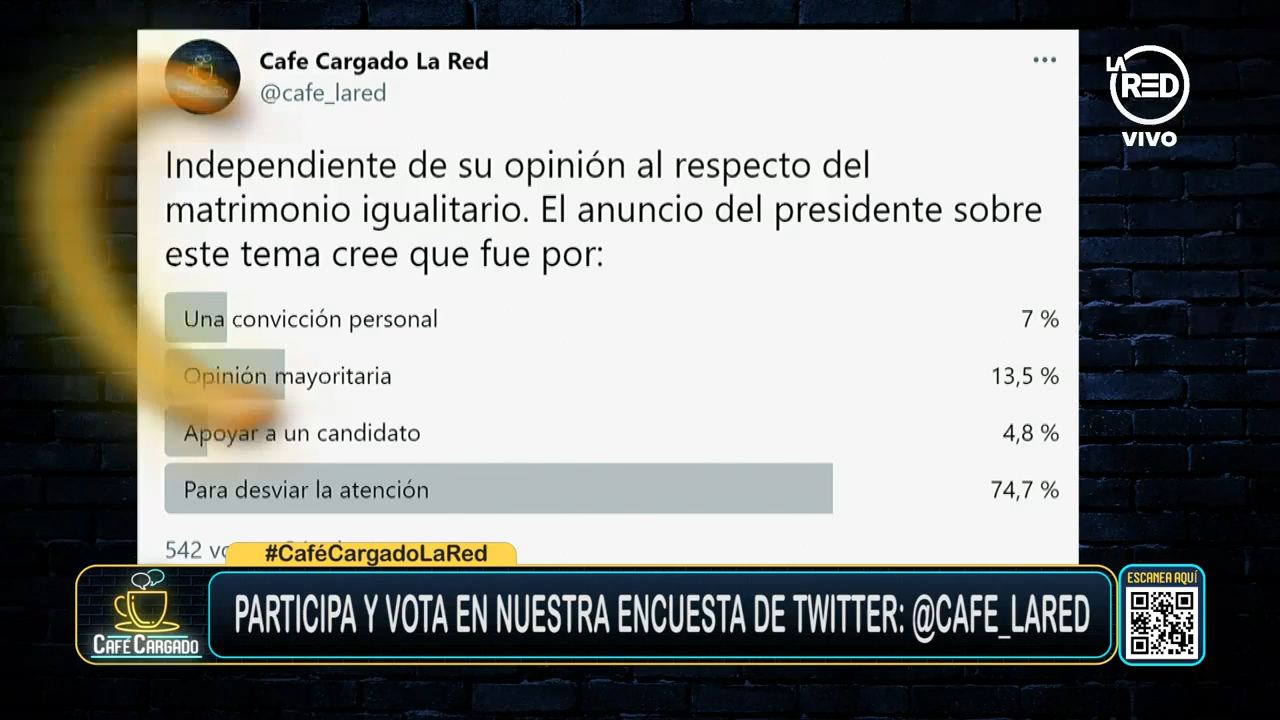 Cafe Cargado La Red
@cafe_lared
LA
RED
VIVO
Independiente de su opinión al respecto del
matrimonio igualitario. El anuncio del presidente sobre
este tema cree que fue por:
Una convicción personal 7 %
Opinión mayoritaria 13,5 %
Apoyar a un candidato 4,8 %
Para desviar la atención 74,7 %
542
#CaféCargadoLaRed
CAFÉ CARGADO
PARTICIPA Y VOTA EN NUESTRA ENCUESTA DE TWITTER: @CAFE_LARED
ESCANEA AQUÍ